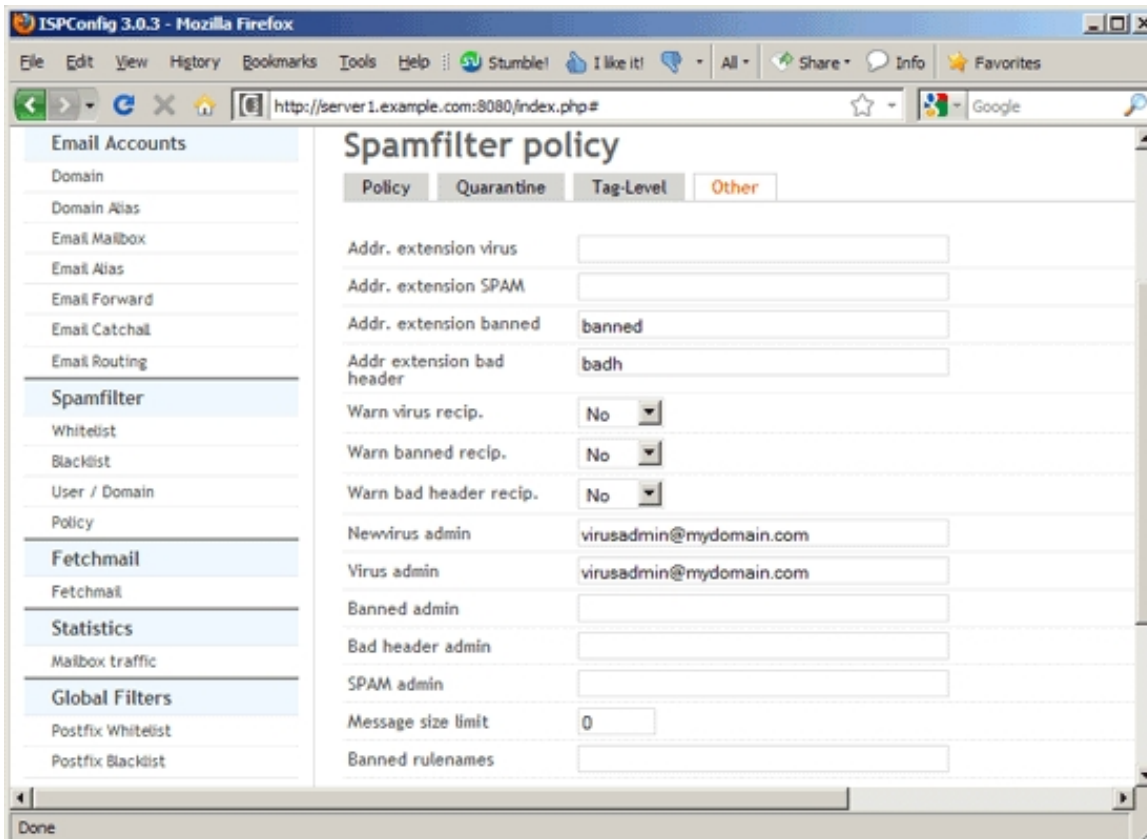 ISPConfig 3.0.3 - Mozilla Firefox
File Edit View History Bookmarks Tools Help Stumble! I like it! All Share Info Favorites
http://server1.example.com:8080/index.php# Google
Email Accounts
Domain
Domain Alias
Email Mailbox
Email Alias
Email Forward
Email Catchall
Email Routing
Spamfilter
Whitelist
Blacklist
User / Domain
Policy
Fetchmail
Fetchmail
Statistics
Mailbox traffic
Global Filters
Postfix Whitelist
Postfix Blacklist
Spamfilter policy
Policy Quarantine Tag-Level Other
Addr. extension virus
Addr. extension SPAM
Addr. extension banned banned
Addr extension bad
header badh
Warn virus recip. No
Warn banned recip. No
Warn bad header recip. No
Newvirus admin virusadmin@mydomain.com
Virus admin virusadmin@mydomain.com
Banned admin
Bad header admin
SPAM admin
Message size limit 0
Banned rulenames
Done